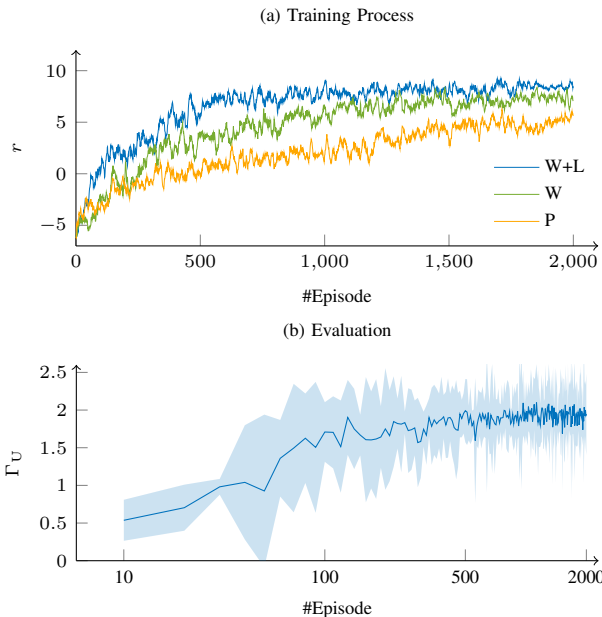 (a) Training Process
10
5
0
−5
r
W+L
W
P
0 500 1,000 1,500 2,000
#Episode
(b) Evaluation
2.5
2
1.5
1
0.5
0
Γ_U
10 100 500 2000
#Episode